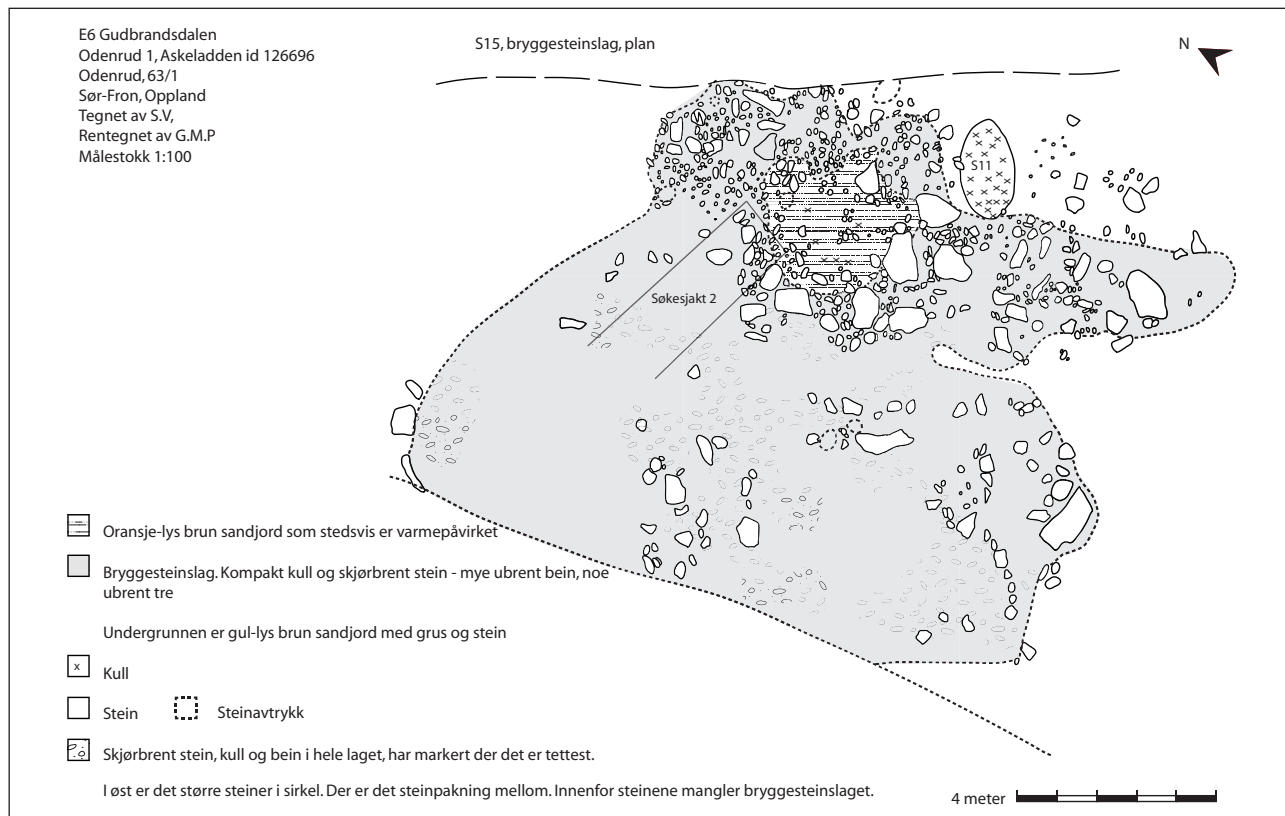 E6 Gudbrandsdalen
Odenrud 1, Askeladden id 126696
Odenrud, 63/1
Sør-Fron, Oppland
Tegnet av S.V,
Rentegnet av G.M.P
Målestokk 1:100
S15, bryggesteinslag, plan
N
S11
Søkesjakt 2
Oransje-lys brun sandjord som stedsvis er varmepåvirket
Bryggesteinslag. Kompakt kull og skjørbrent stein - mye ubrent bein, noe
ubrent tre
Undergrunnen er gul-lys brun sandjord med grus og stein
x Kull
Stein Steinavtrykk
Skjørbrent stein, kull og bein i hele laget, har markert der det er tettest.
I øst er det større steiner i sirkel. Der er det steinpakning mellom. Innenfor steinene mangler bryggesteinslaget.
4 meter